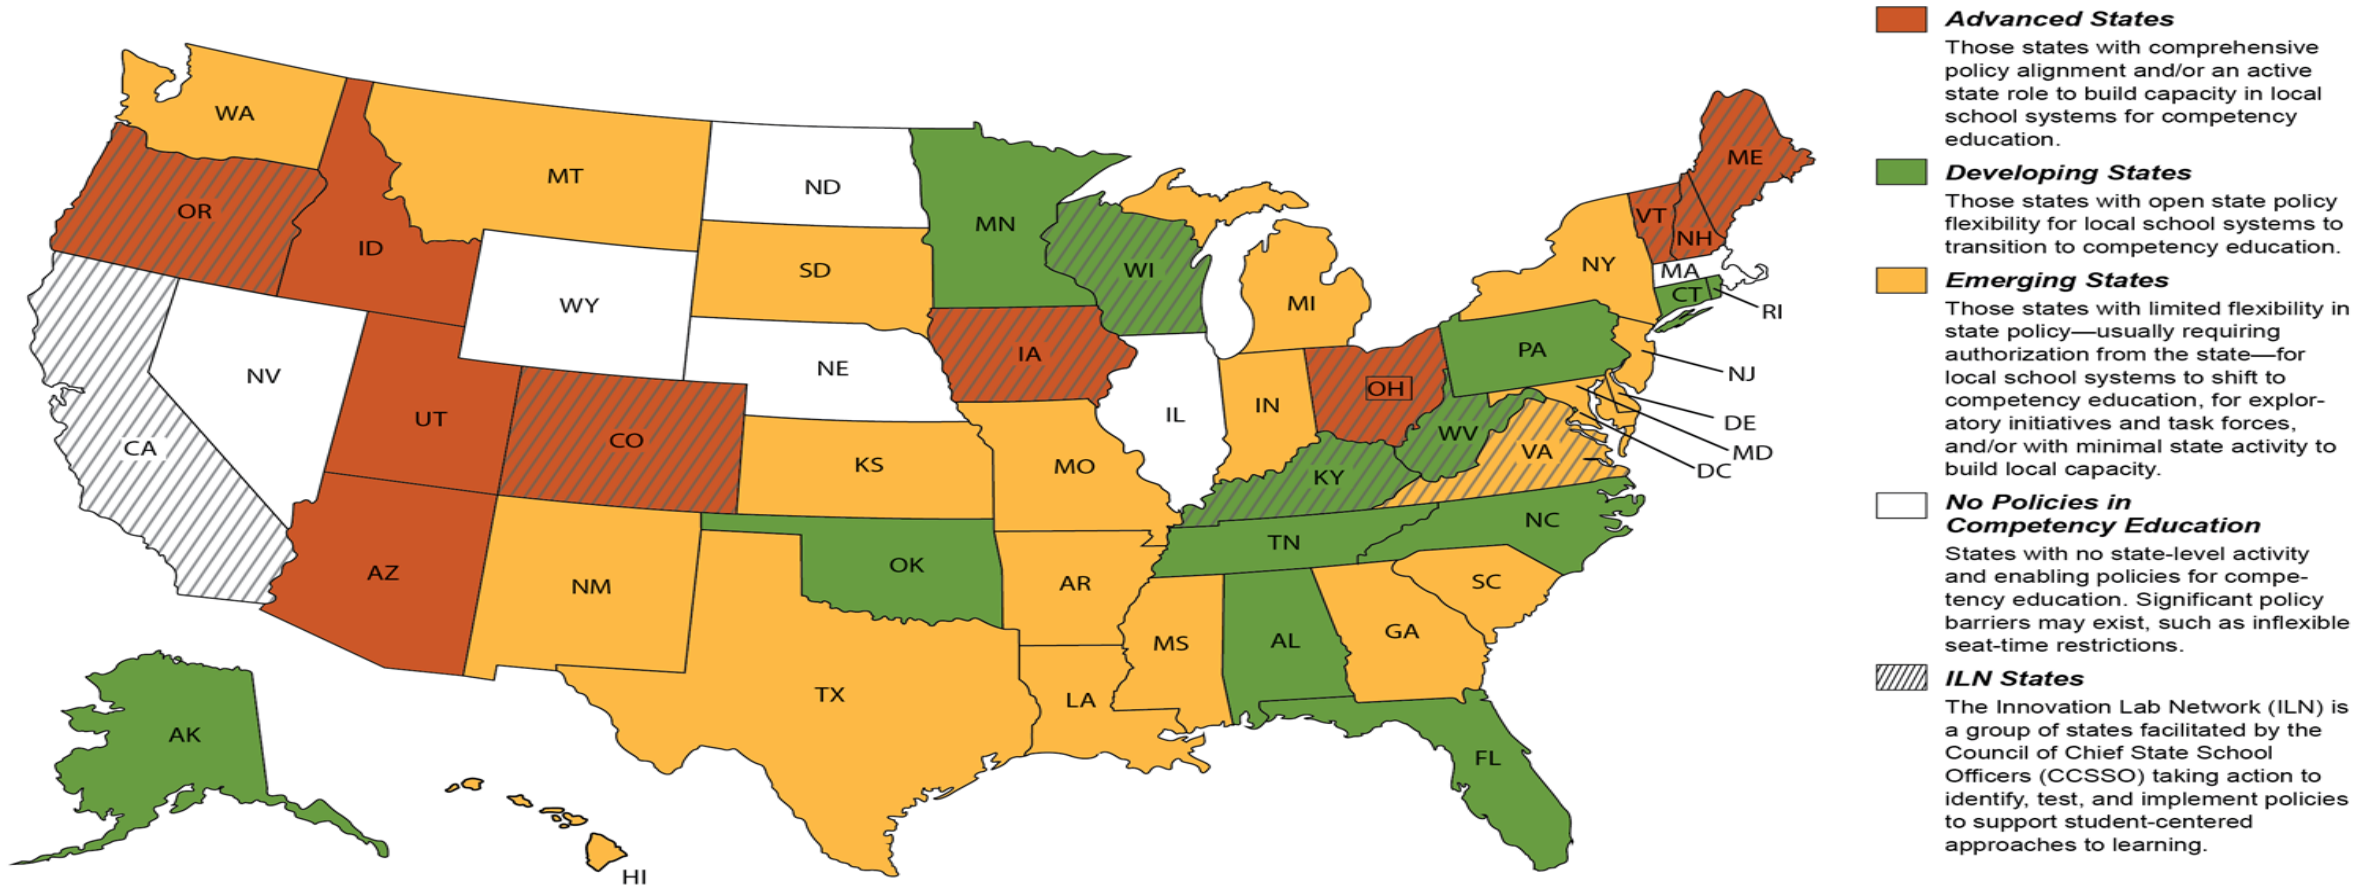 WA
OR
ID
MT
ND
MN
WI
MI
SD
WY
NE
IA
NV
UT
CO
CA
KS
MO
IL
IN
OH
PA
NY
VT
NH
ME
MA
CT
RI
NJ
DE
MD
DC
WV
VA
KY
NC
TN
SC
AZ
NM
OK
AR
TX
LA
MS
AL
GA
FL
AK
HI
Advanced States
Those states with comprehensive
policy alignment and/or an active
state role to build capacity in local
school systems for competency
education.
Developing States
Those states with open state policy
flexibility for local school systems to
transition to competency education.
Emerging States
Those states with limited flexibility in
state policy—usually requiring
authorization from the state—for
local school systems to shift to
competency education, for explor-
atory initiatives and task forces,
and/or with minimal state activity to
build local capacity.
No Policies in
Competency Education
States with no state-level activity
and enabling policies for compe-
tency education. Significant policy
barriers may exist, such as inflexible
seat-time restrictions.
ILN States
The Innovation Lab Network (ILN) is
a group of states facilitated by the
Council of Chief State School
Officers (CCSSO) taking action to
identify, test, and implement policies
to support student-centered
approaches to learning.